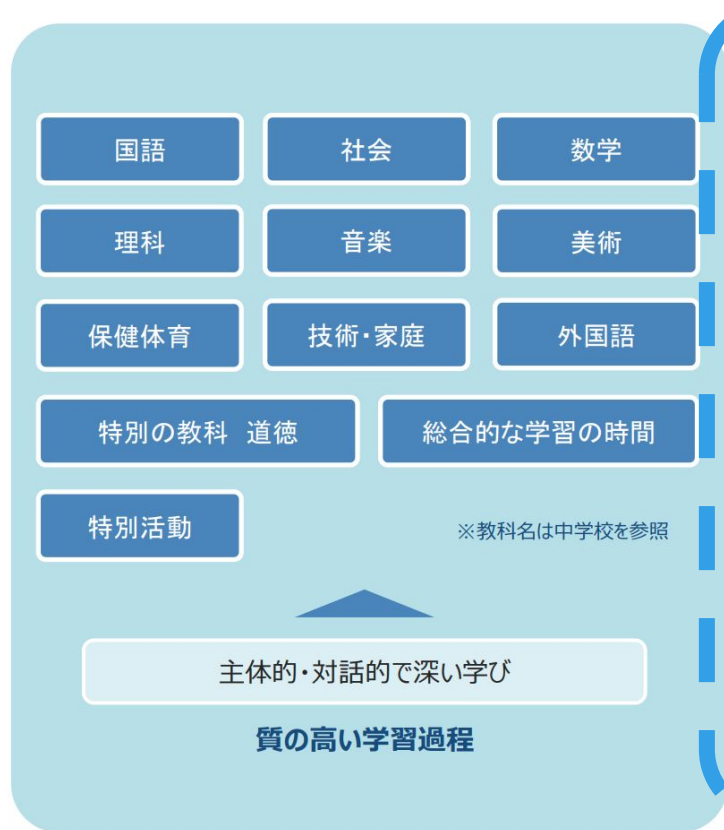 国語 社会 数学
理科 音楽 美術
保健体育 技術・家庭 外国語
特別の教科 道徳 総合的な学習の時間
特別活動 ※教科名は中学校を参照
主体的・対話的で深い学び
質の高い学習過程